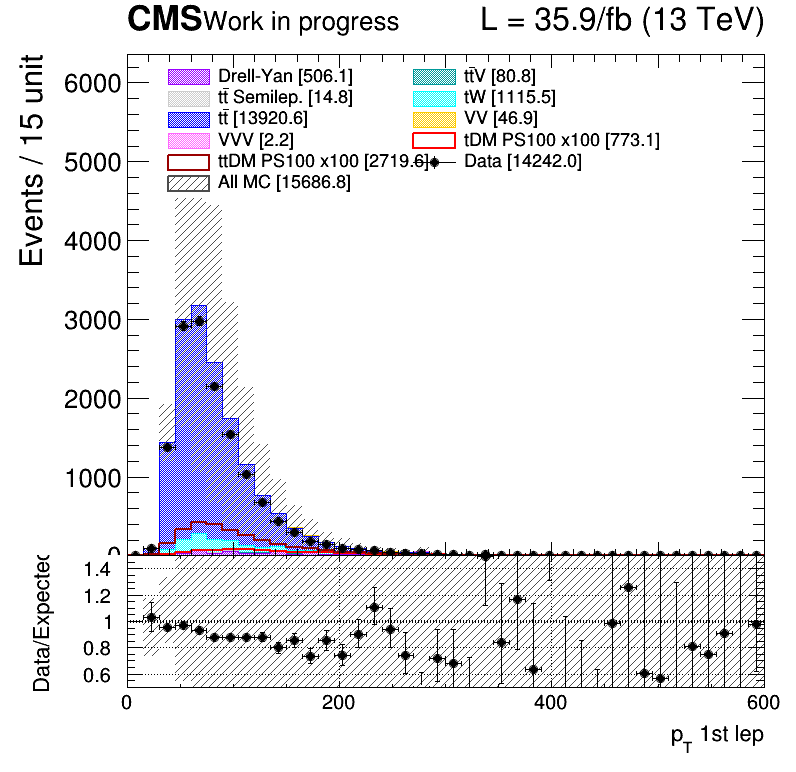 CMS Work in progress L = 35.9/fb (13 TeV)
Events / 15 unit
6000
5000
4000
3000
2000
1000
0
Drell-Yan [506.1]
tt̄ Semilep. [14.8]
tt̄ [13920.6]
VVV [2.2]
ttDM PS100 x100 [2719.6]
All MC [15686.8]
tt̄V [80.8]
tW [1115.5]
VV [46.9]
tDM PS100 x100 [773.1]
Data [14242.0]
Data/Expected
1.4
1.2
1
0.8
0.6
0 200 400 600
p_T 1st lep